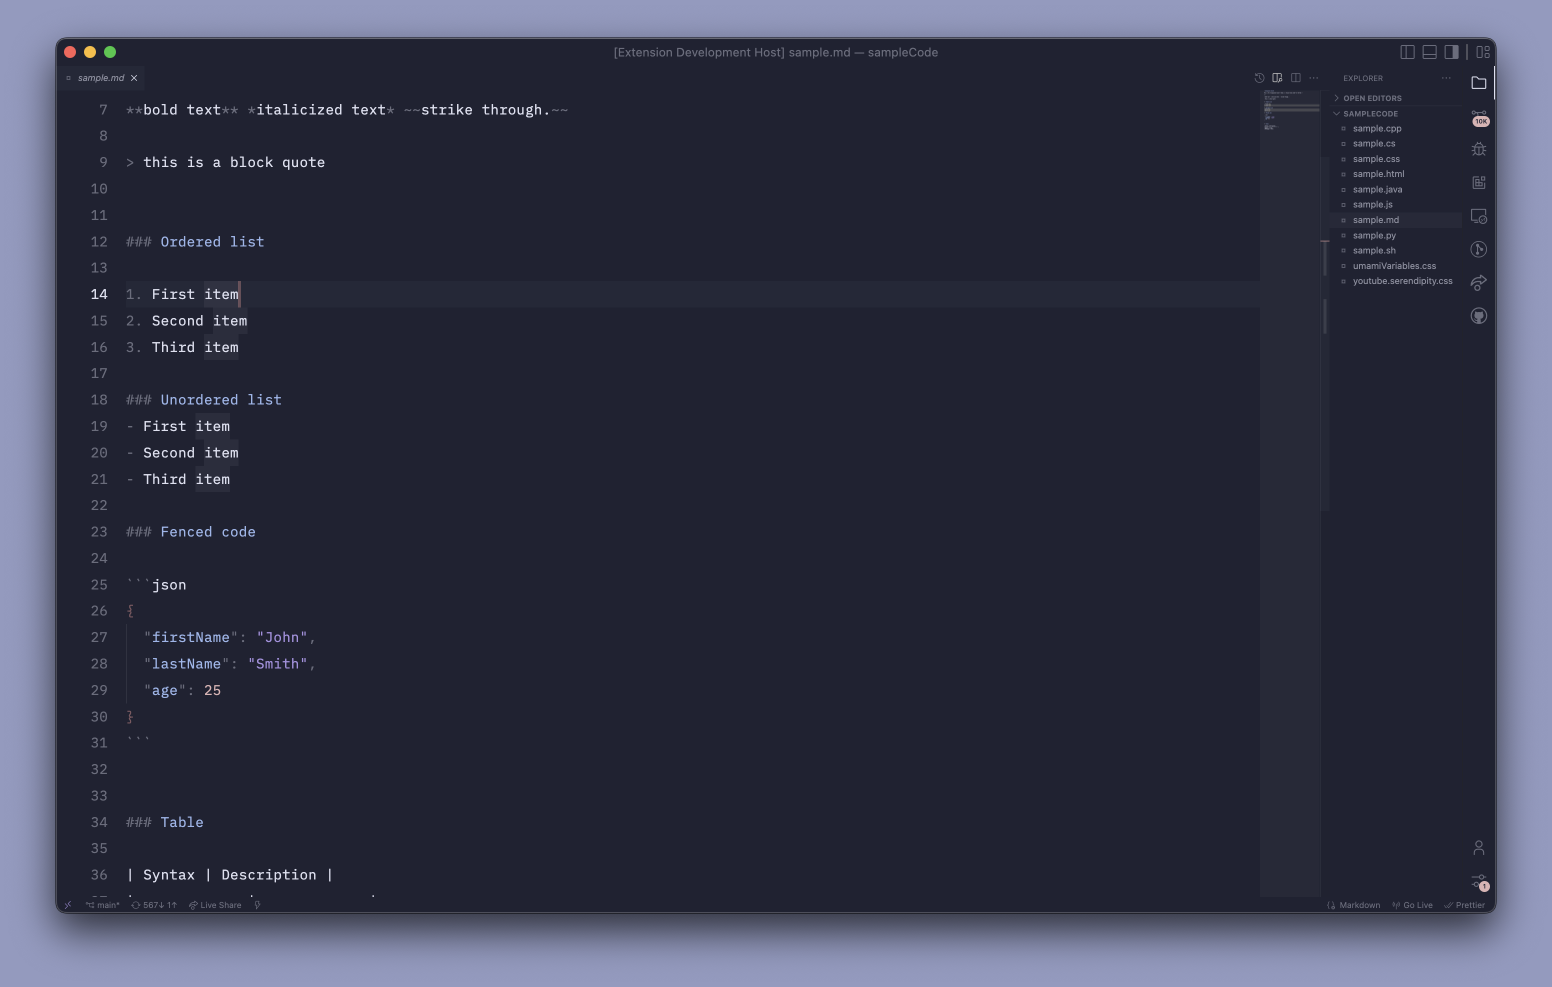 [Extension Development Host] sample.md — sampleCode
sample.md
7 **bold text** *italicized text* ~~strike through.~~
8
9 > this is a block quote
10
11
12 ### Ordered list
13
14 1. First item
15 2. Second item
16 3. Third item
17
18 ### Unordered list
19 - First item
20 - Second item
21 - Third item
22
23 ### Fenced code
24
25 ```json
26 {
27   "firstName": "John",
28   "lastName": "Smith",
29   "age": 25
30 }
31 ```
32
33
34 ### Table
35
36 | Syntax | Description |
EXPLORER
OPEN EDITORS
SAMPLECODE
sample.cpp
sample.cs
sample.css
sample.html
sample.java
sample.js
sample.md
sample.py
sample.sh
umamiVariables.css
youtube.serendipity.css
10K
1
main* 567↓ 1↑ Live Share
Markdown Go Live Prettier